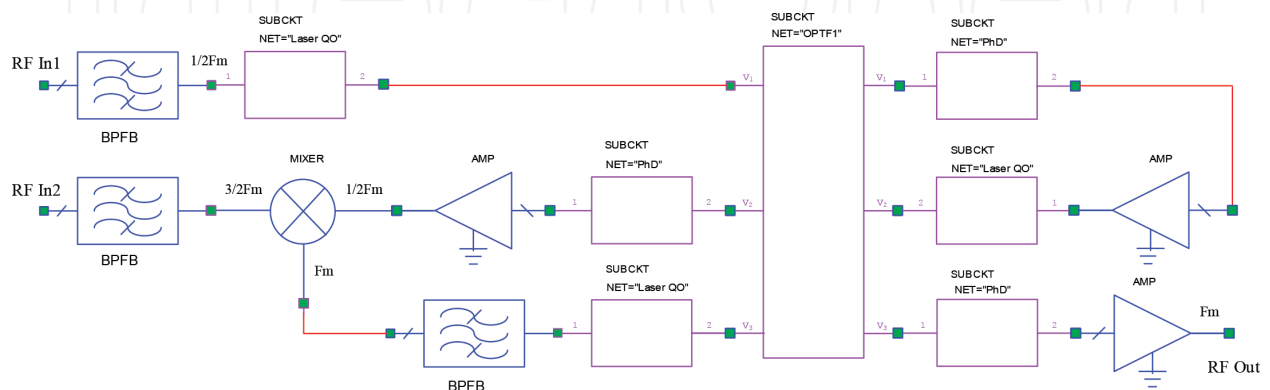 SUBCKT
NET="Laser QO"
SUBCKT
NET="OPTF1"
SUBCKT
NET="PhD"
RF In1
1/2Fm
1
2
V1
V1
1
2
BPFB
RF In2
3/2Fm
MIXER
1/2Fm
AMP
SUBCKT
NET="PhD"
1
2
V2
V2
SUBCKT
NET="Laser QO"
2
1
AMP
BPFB
Fm
BPFB
SUBCKT
NET="Laser QO"
1
2
V3
V3
SUBCKT
NET="PhD"
1
2
AMP
Fm
RF Out